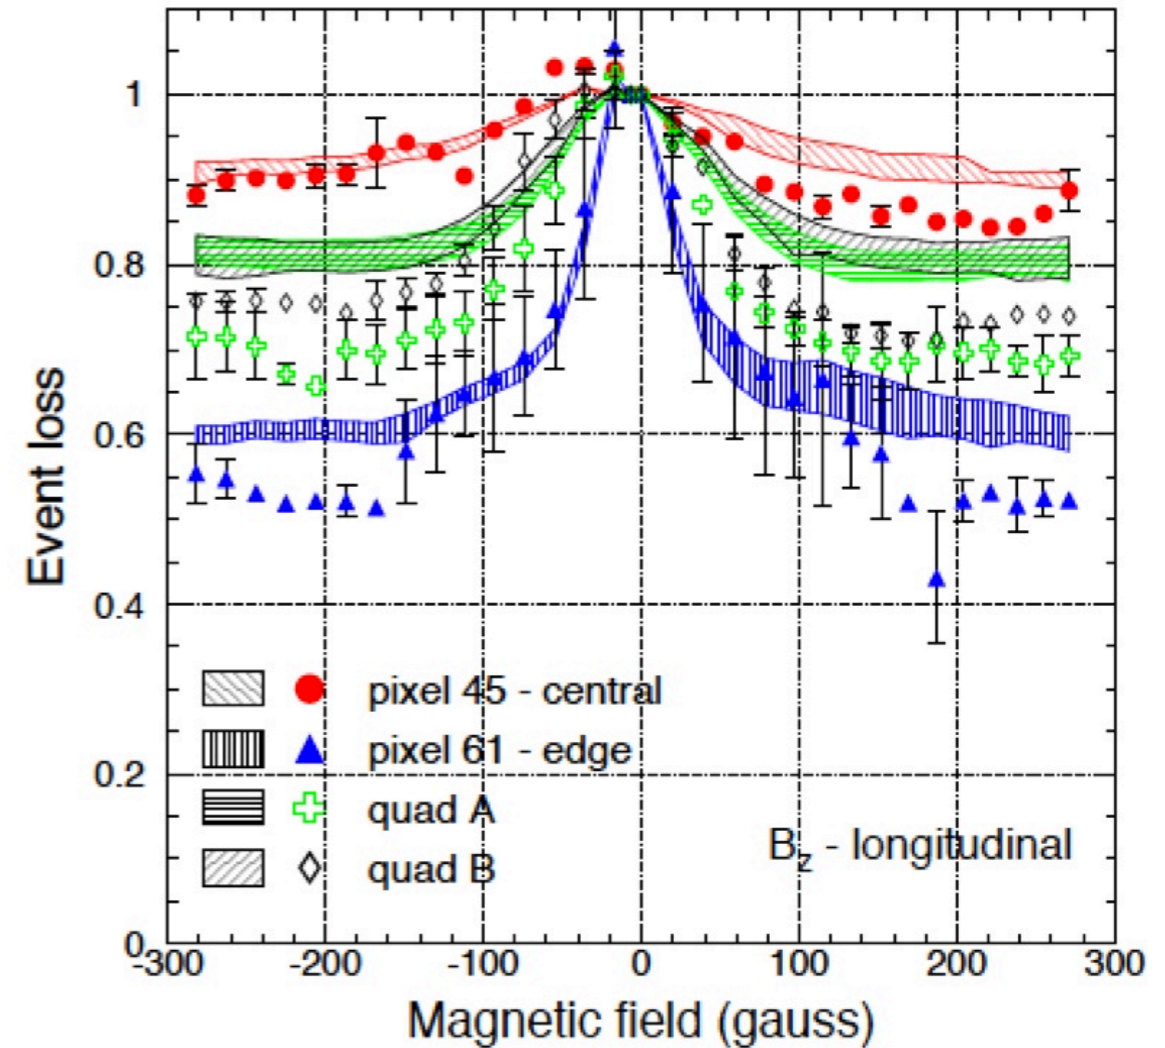 1
0.8
0.6
0.4
0.2
0
Event loss
pixel 45 - central
pixel 61 - edge
quad A
quad B
Bz - longitudinal
-300 -200 -100 0 100 200 300
Magnetic field (gauss)